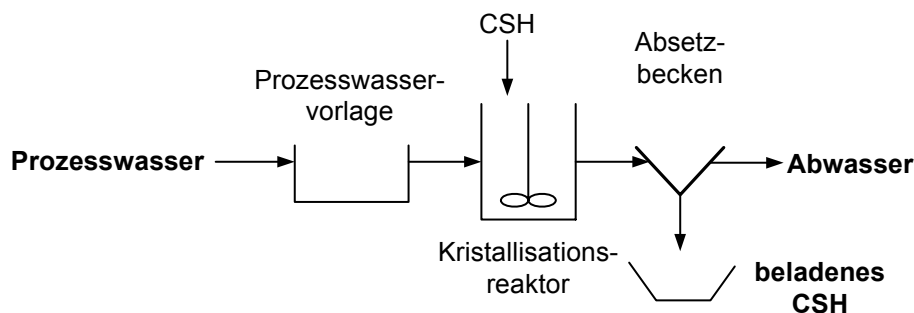 CSH
Absetz-
becken
Prozesswasser-
vorlage
Prozesswasser
Abwasser
Kristallisations-
reaktor
beladenes
CSH